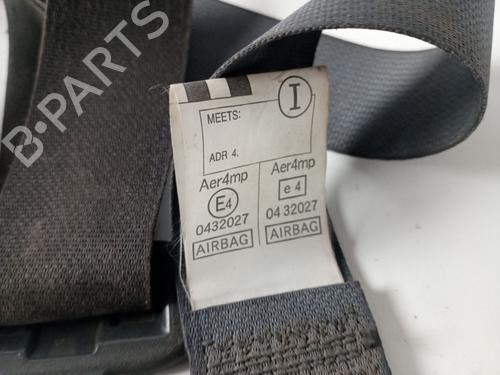 B-PARTS
I
MEETS:
ADR 4.
Aer4mp Aer4mp
E4 e 4
0432027 04 32027
AIRBAG AIRBAG